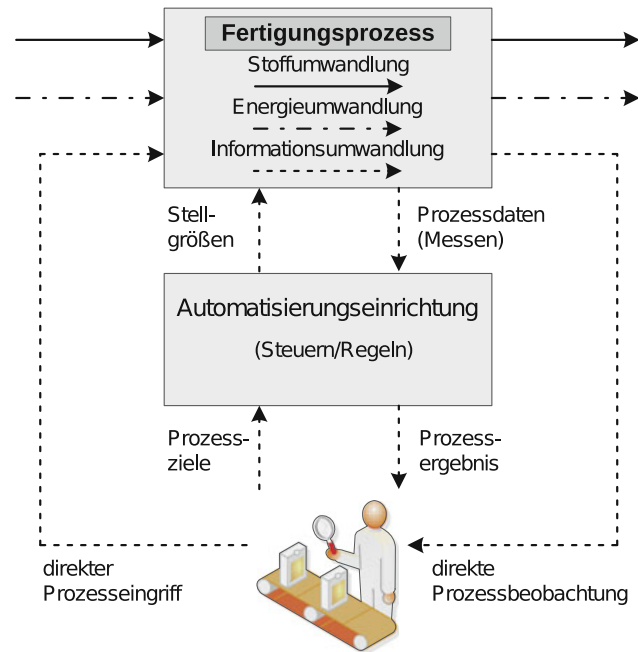 Fertigungsprozess
Stoffumwandlung
Energieumwandlung
Informationsumwandlung
Stell-
größen
Prozessdaten
(Messen)
Automatisierungseinrichtung
(Steuern/Regeln)
Prozess-
ziele
Prozess-
ergebnis
direkter
Prozesseingriff
direkte
Prozessbeobachtung